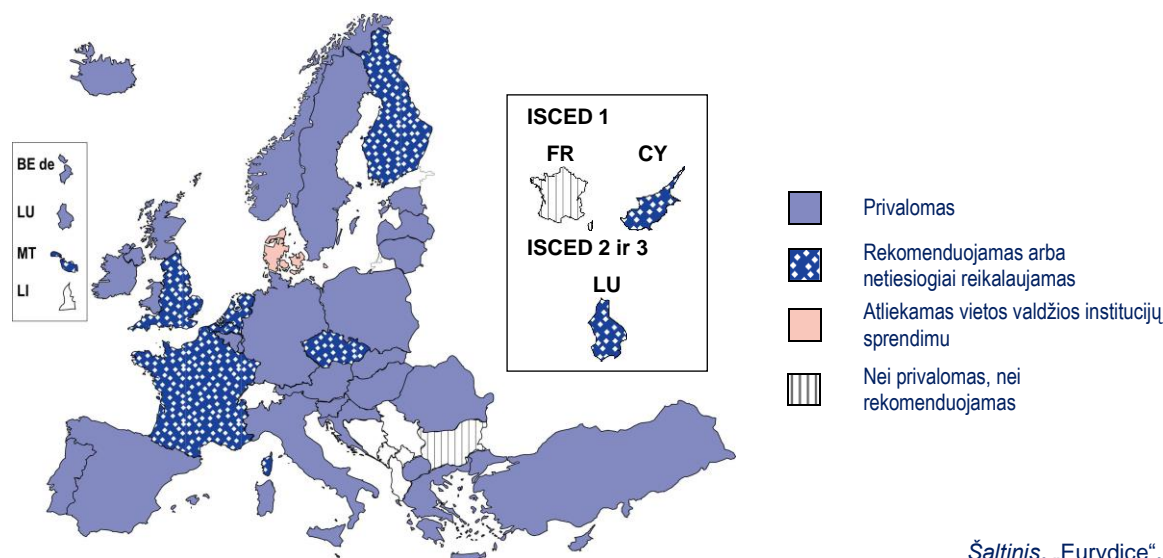 BE de
LU
MT
LI
ISCED 1
FR CY
ISCED 2 ir 3
LU
Privalomas
Rekomenduojamas arba
netiesiogiai reikalaujamas
Atliekamas vietos valdžios institucijų
sprendimu
Nei privalomas, nei
rekomenduojamas
Šaltinis. „Eurydice“.